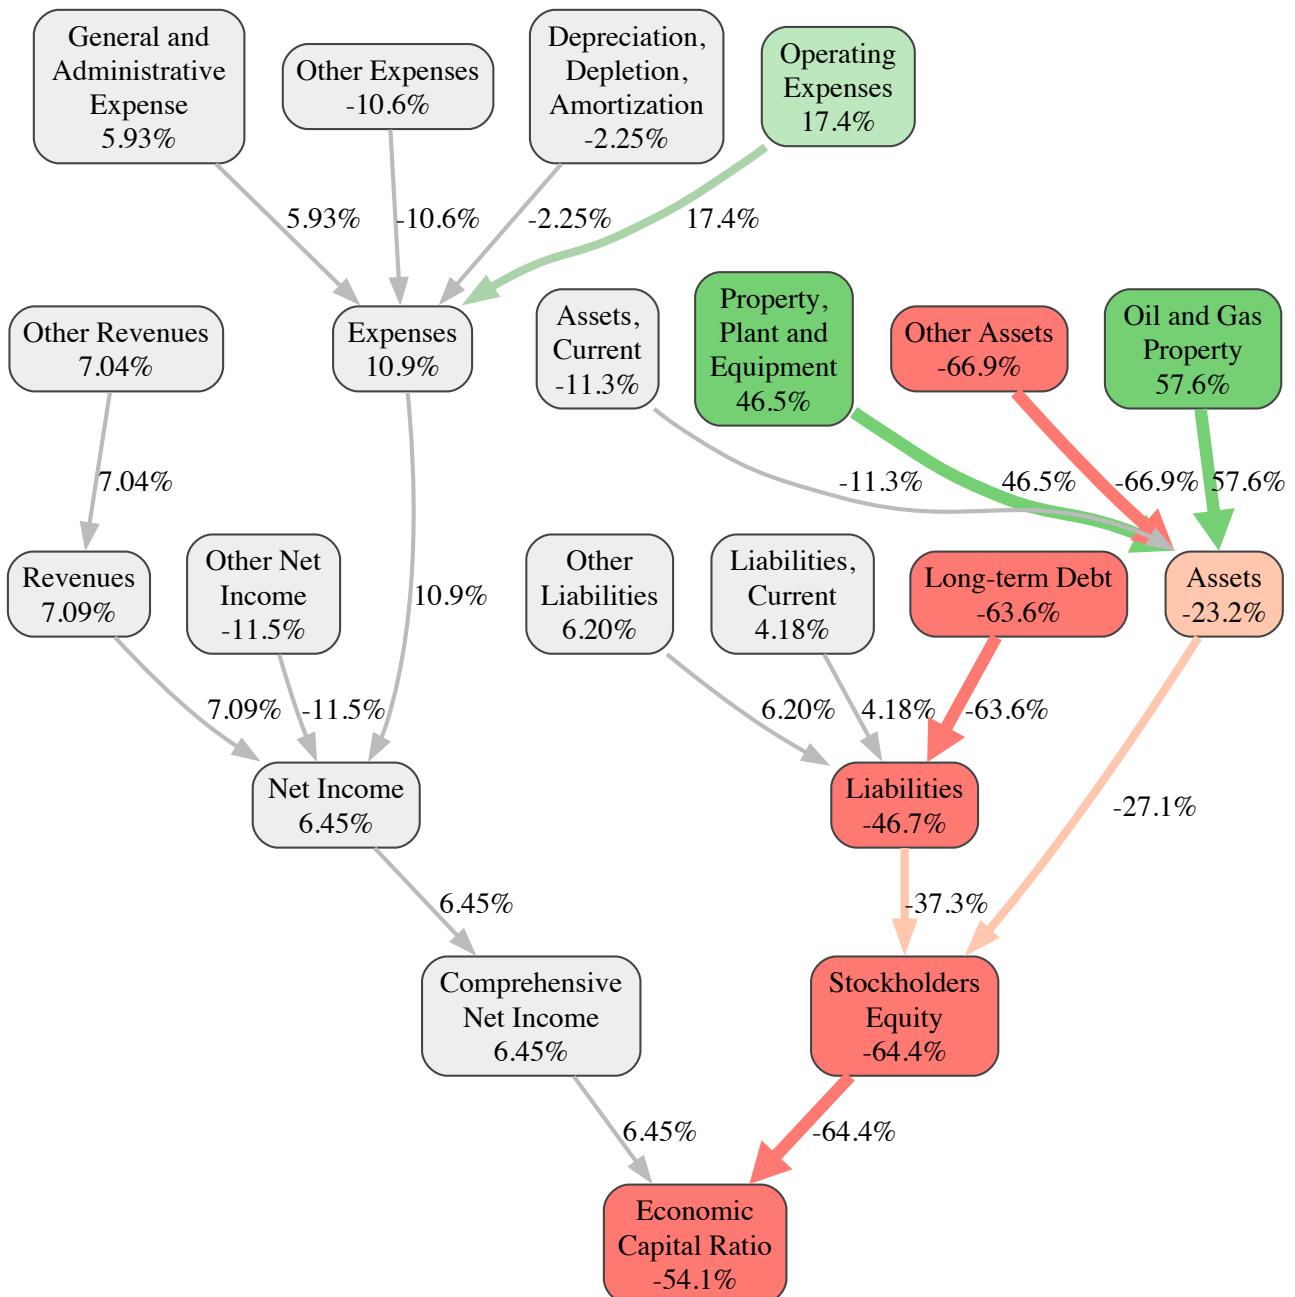 General and
Administrative
Expense
5.93%
Other Expenses
-10.6%
Depreciation,
Depletion,
Amortization
-2.25%
Operating
Expenses
17.4%
5.93%
-10.6%
-2.25%
17.4%
Other Revenues
7.04%
Expenses
10.9%
Assets,
Current
-11.3%
Property,
Plant and
Equipment
46.5%
Other Assets
-66.9%
Oil and Gas
Property
57.6%
7.04%
-11.3%
46.5%
-66.9%
57.6%
Revenues
7.09%
Other Net
Income
-11.5%
10.9%
Other
Liabilities
6.20%
Liabilities,
Current
4.18%
Long-term Debt
-63.6%
Assets
-23.2%
7.09%
-11.5%
6.20%
4.18%
-63.6%
Net Income
6.45%
Liabilities
-46.7%
-27.1%
6.45%
-37.3%
Comprehensive
Net Income
6.45%
Stockholders
Equity
-64.4%
6.45%
-64.4%
Economic
Capital Ratio
-54.1%